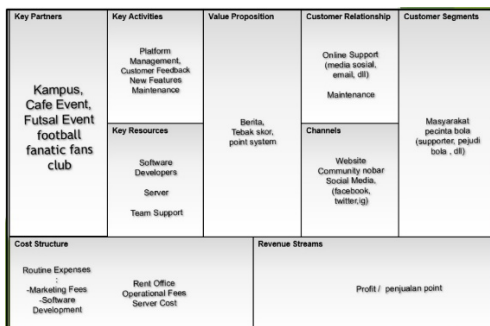 Key Partners
Kampus,
Cafe Event,
Futsal Event
football
fanatic fans
club
Key Activities
Platform
Management,
Customer Feedback
New Features
Maintenance
Key Resources
Software
Developers
Server
Team Support
Value Proposition
Berita,
Tebak skor,
point system
Customer Relationship
Online Support
(media sosial,
email, dll)
Maintenance
Channels
Website
Community nobar
Social Media,
(facebook,
twitter,ig)
Customer Segments
Masyarakat
pecinta bola
(supporter, pejudi
bola , dll)
Cost Structure
Routine Expenses
:
-Marketing Fees
-Software
Development
Rent Office
Operational Fees
Server Cost
Revenue Streams
Profit / penjualan point